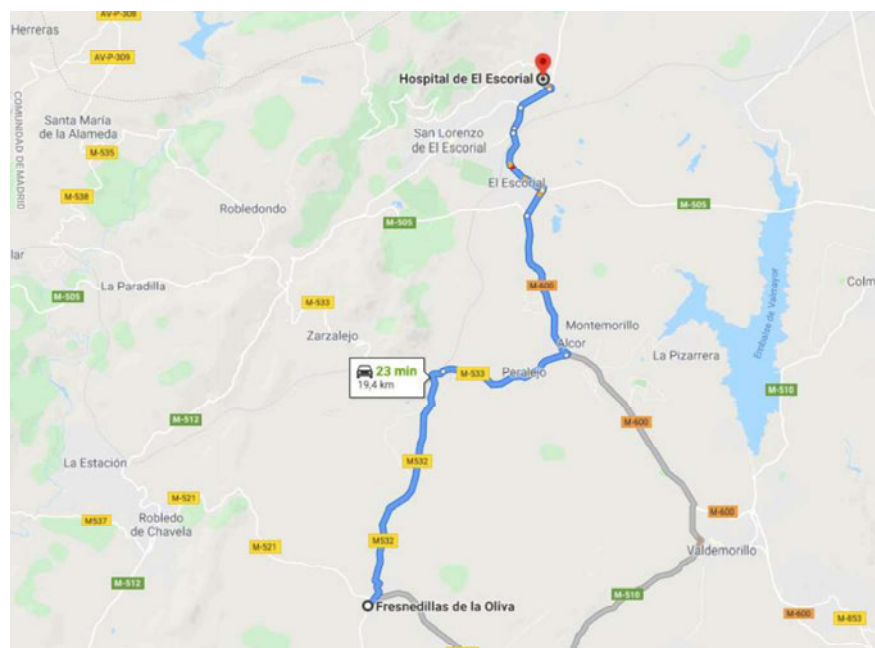 AV-P-308
Herreras
AV-P-309
Hospital de El Escorial
COMUNIDAD DE MADRID
Santa María
de la Alameda
San Lorenzo
de El Escorial
M-535
M-538
El Escorial
Robledondo
M-505
M-505
lar
La Paradilla
M-505
M-600
Colm
M-533
Embalse de Valmayor
Montemorillo
Zarzalejo
Alcor
La Pizarrera
23 min
19,4 km
M-533
Peralejo
M-510
M-512
M-600
La Estación
M532
M-521
M537
Robledo
de Chavela
M-600
M532
M-521
Valdemorillo
M-512
M-510
Fresnedillas de la Oliva
M-600
M-853